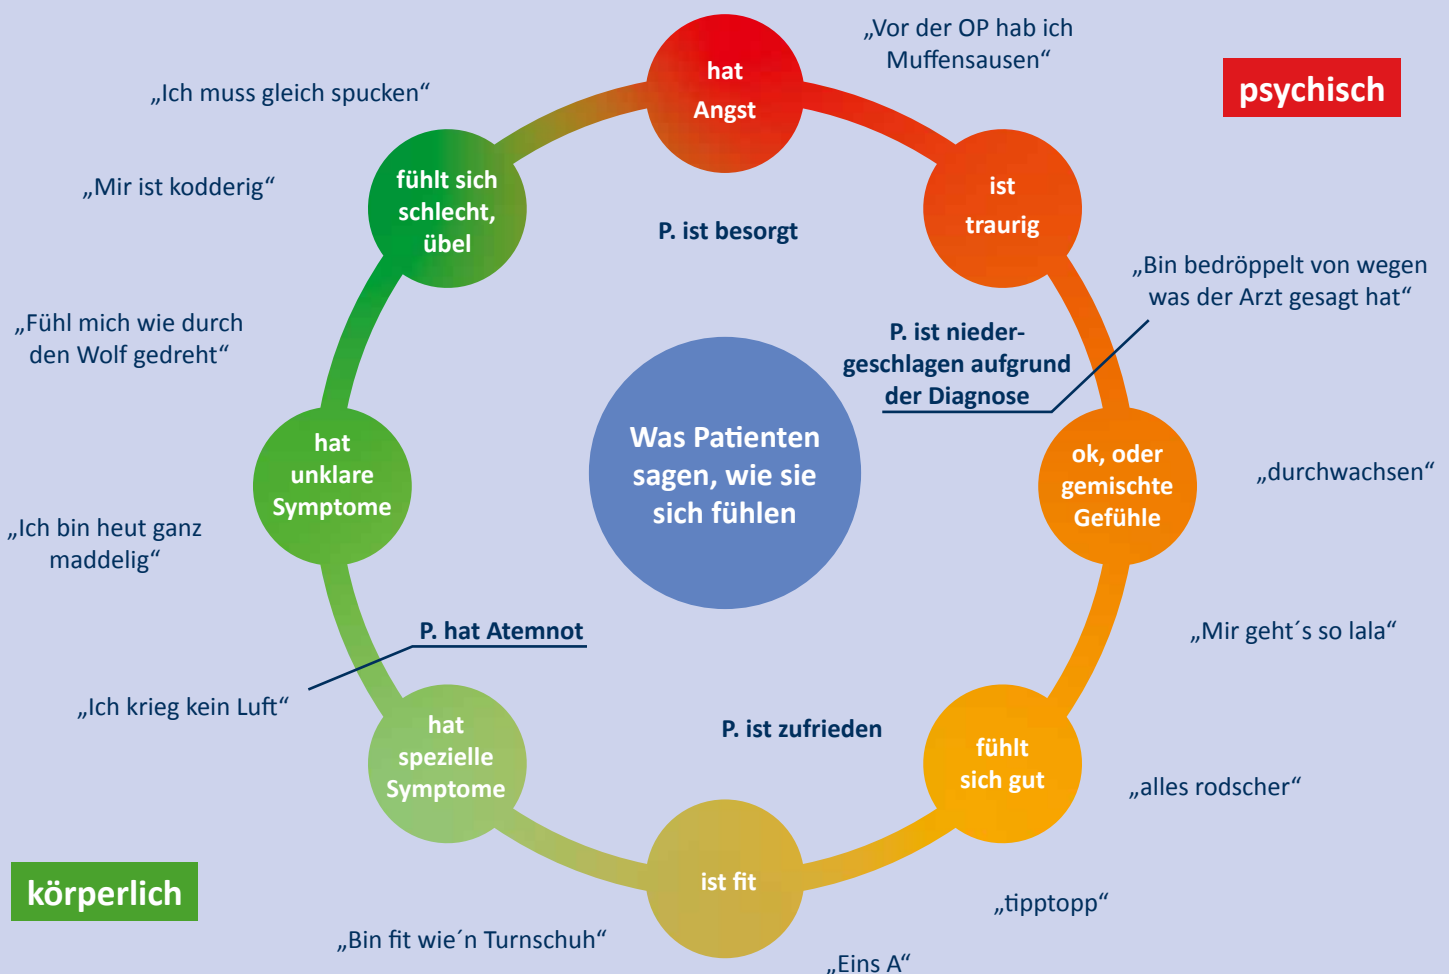 „Vor der OP hab ich
Muffensausen“
psychisch
hat
Angst
„Ich muss gleich spucken“
„Mir ist kodderig“
fühlt sich
schlecht,
übel
ist
traurig
P. ist besorgt
„Bin bedröppelt von wegen
was der Arzt gesagt hat“
„Fühl mich wie durch
den Wolf gedreht“
P. ist nieder-
geschlagen aufgrund
der Diagnose
Was Patienten
sagen, wie sie
sich fühlen
hat
unklare
Symptome
ok, oder
gemischte
Gefühle
„durchwachsen“
„Ich bin heut ganz
maddelig“
P. hat Atemnot
„Mir geht´s so lala“
„Ich krieg kein Luft“
hat
spezielle
Symptome
P. ist zufrieden
fühlt
sich gut
„alles rodscher“
körperlich
ist fit
„tipptopp“
„Bin fit wie´n Turnschuh“
„Eins A“